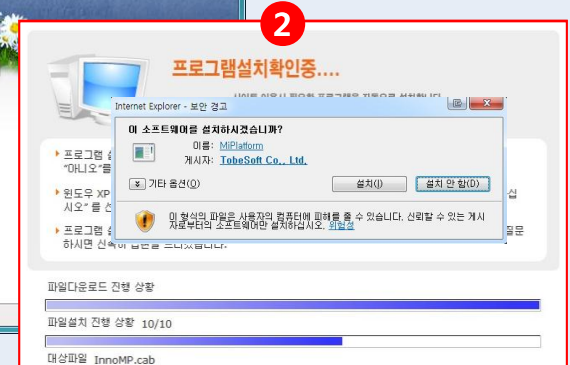 2
프로그램설치확인중....
Internet Explorer - 보안 경고
이 소프트웨어를 설치하시겠습니까?
이름: MiPlatform
게시자: TobeSoft Co., Ltd.
기타 옵션(O)
설치(I)
설치 안 함(D)
이 형식의 파일은 사용자의 컴퓨터에 피해를 줄 수 있습니다. 신뢰할 수 있는 게시
자로부터의 소프트웨어만 설치하십시오. 위험성
프로그램
"아니오"를
윈도우 XP
십
시오" 를
프로그램
질문
하시면
파일다운로드 진행 상황
파일설치 진행 상황 10/10
대상파일 InnoMP.cab